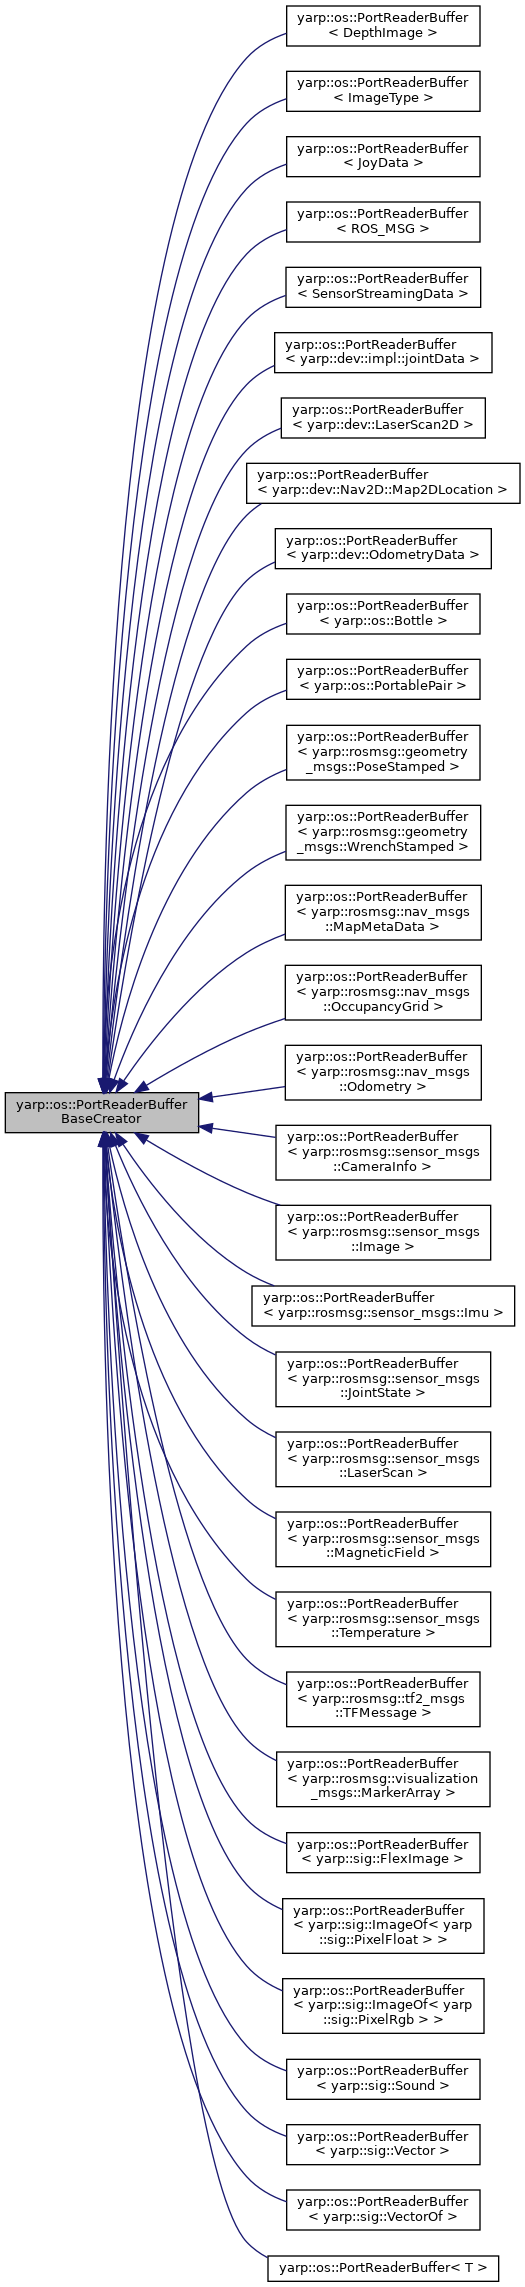 yarp::os::PortReaderBuffer
< DepthImage >
yarp::os::PortReaderBuffer
< ImageType >
yarp::os::PortReaderBuffer
< JoyData >
yarp::os::PortReaderBuffer
< ROS_MSG >
yarp::os::PortReaderBuffer
< SensorStreamingData >
yarp::os::PortReaderBuffer
< yarp::dev::impl::jointData >
yarp::os::PortReaderBuffer
< yarp::dev::LaserScan2D >
yarp::os::PortReaderBuffer
< yarp::dev::Nav2D::Map2DLocation >
yarp::os::PortReaderBuffer
< yarp::dev::OdometryData >
yarp::os::PortReaderBuffer
< yarp::os::Bottle >
yarp::os::PortReaderBuffer
< yarp::os::PortablePair >
yarp::os::PortReaderBuffer
< yarp::rosmsg::geometry
_msgs::PoseStamped >
yarp::os::PortReaderBuffer
< yarp::rosmsg::geometry
_msgs::WrenchStamped >
yarp::os::PortReaderBuffer
< yarp::rosmsg::nav_msgs
::MapMetaData >
yarp::os::PortReaderBuffer
< yarp::rosmsg::nav_msgs
::OccupancyGrid >
yarp::os::PortReaderBuffer
< yarp::rosmsg::nav_msgs
::Odometry >
yarp::os::PortReaderBuffer
BaseCreator
yarp::os::PortReaderBuffer
< yarp::rosmsg::sensor_msgs
::CameraInfo >
yarp::os::PortReaderBuffer
< yarp::rosmsg::sensor_msgs
::Image >
yarp::os::PortReaderBuffer
< yarp::rosmsg::sensor_msgs::Imu >
yarp::os::PortReaderBuffer
< yarp::rosmsg::sensor_msgs
::JointState >
yarp::os::PortReaderBuffer
< yarp::rosmsg::sensor_msgs
::LaserScan >
yarp::os::PortReaderBuffer
< yarp::rosmsg::sensor_msgs
::MagneticField >
yarp::os::PortReaderBuffer
< yarp::rosmsg::sensor_msgs
::Temperature >
yarp::os::PortReaderBuffer
< yarp::rosmsg::tf2_msgs
::TFMessage >
yarp::os::PortReaderBuffer
< yarp::rosmsg::visualization
_msgs::MarkerArray >
yarp::os::PortReaderBuffer
< yarp::sig::FlexImage >
yarp::os::PortReaderBuffer
< yarp::sig::ImageOf< yarp
::sig::PixelFloat > >
yarp::os::PortReaderBuffer
< yarp::sig::ImageOf< yarp
::sig::PixelRgb > >
yarp::os::PortReaderBuffer
< yarp::sig::Sound >
yarp::os::PortReaderBuffer
< yarp::sig::Vector >
yarp::os::PortReaderBuffer
< yarp::sig::VectorOf >
yarp::os::PortReaderBuffer< T >